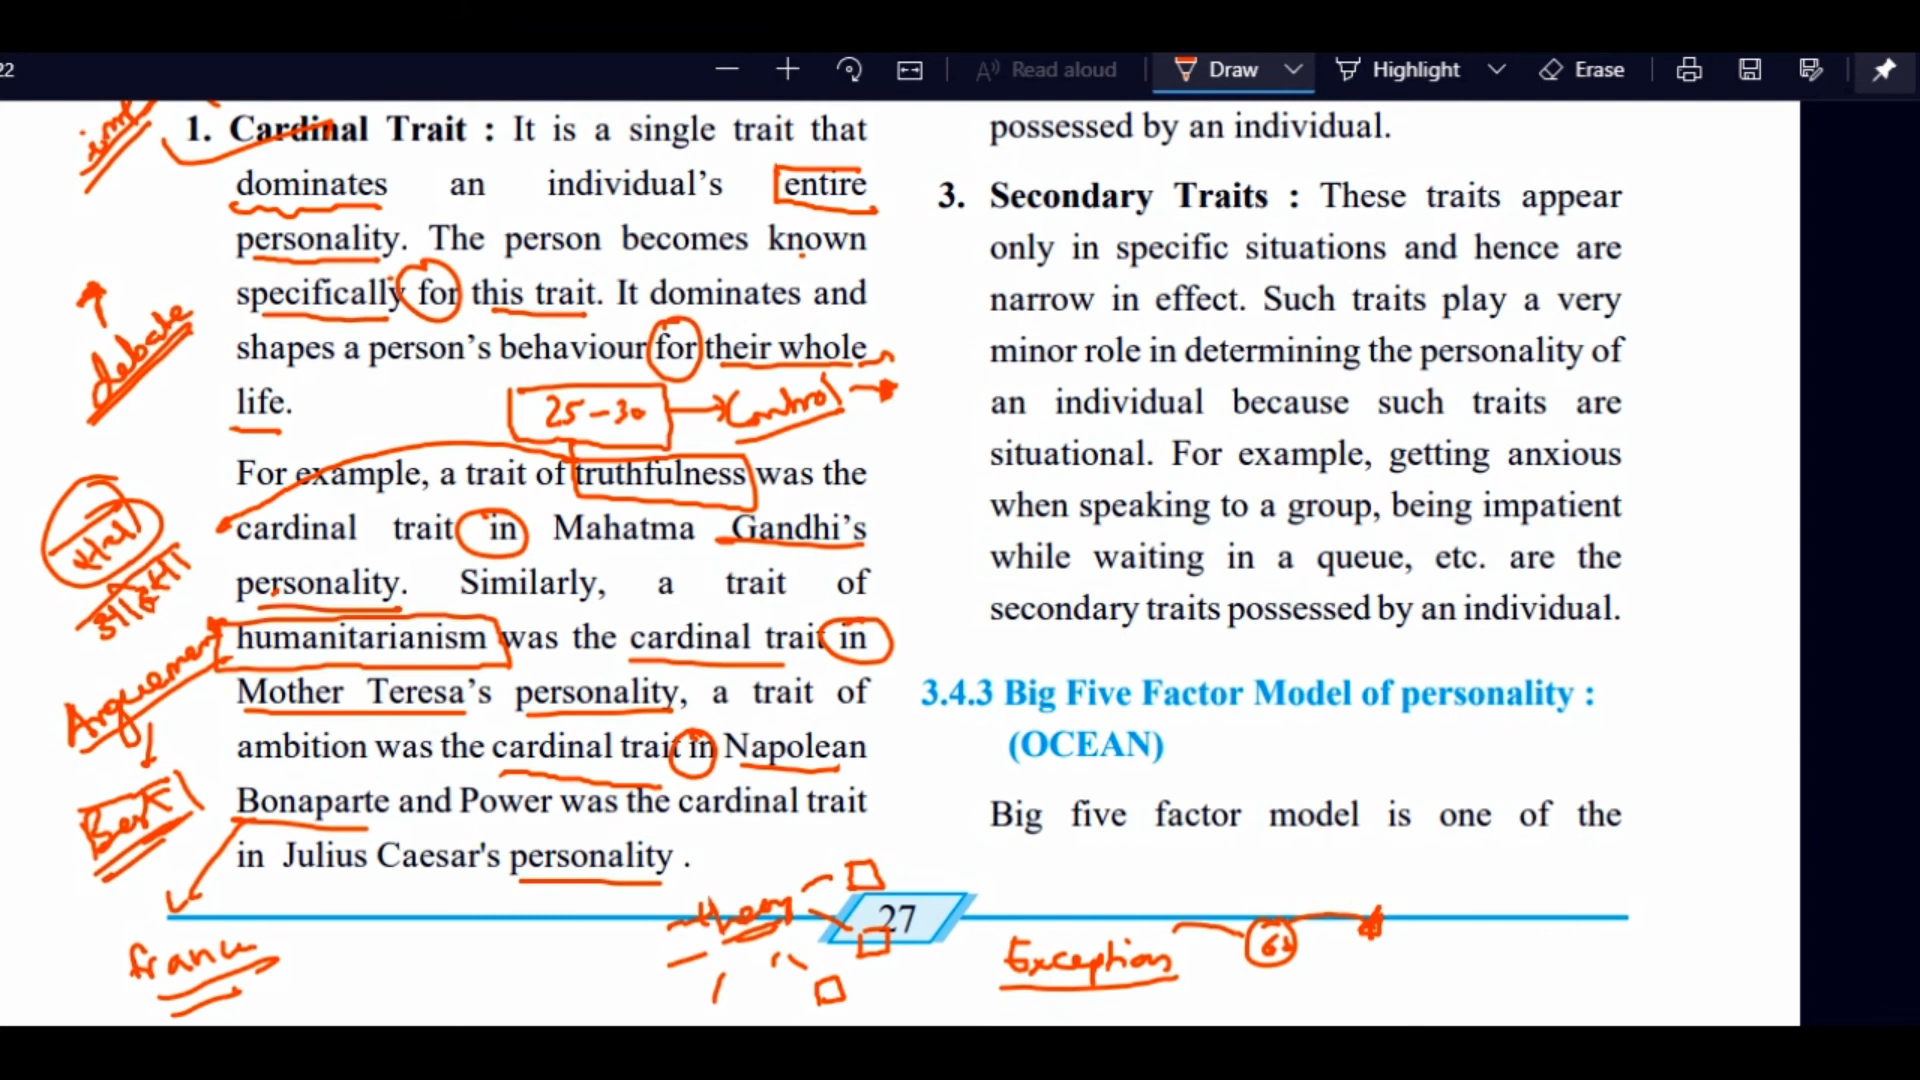 22
Read aloud
Draw
Highlight
Erase
1. Cardinal Trait : It is a single trait that
dominates an individual's entire
personality. The person becomes known
specifically for this trait. It dominates and
shapes a person's behaviour for their whole
life.
25-30
Control
For example, a trait of truthfulness was the
cardinal trait in Mahatma Gandhi's
personality. Similarly, a trait of
humanitarianism was the cardinal trait in
Mother Teresa's personality, a trait of
ambition was the cardinal trait in Napolean
Bonaparte and Power was the cardinal trait
in Julius Caesar's personality .
imp
debate
सत्य
अहिंसा
Arguement
Best
france
theory
possessed by an individual.
3. Secondary Traits : These traits appear
only in specific situations and hence are
narrow in effect. Such traits play a very
minor role in determining the personality of
an individual because such traits are
situational. For example, getting anxious
when speaking to a group, being impatient
while waiting in a queue, etc. are the
secondary traits possessed by an individual.
3.4.3 Big Five Factor Model of personality :
(OCEAN)
Big five factor model is one of the
27
Exception